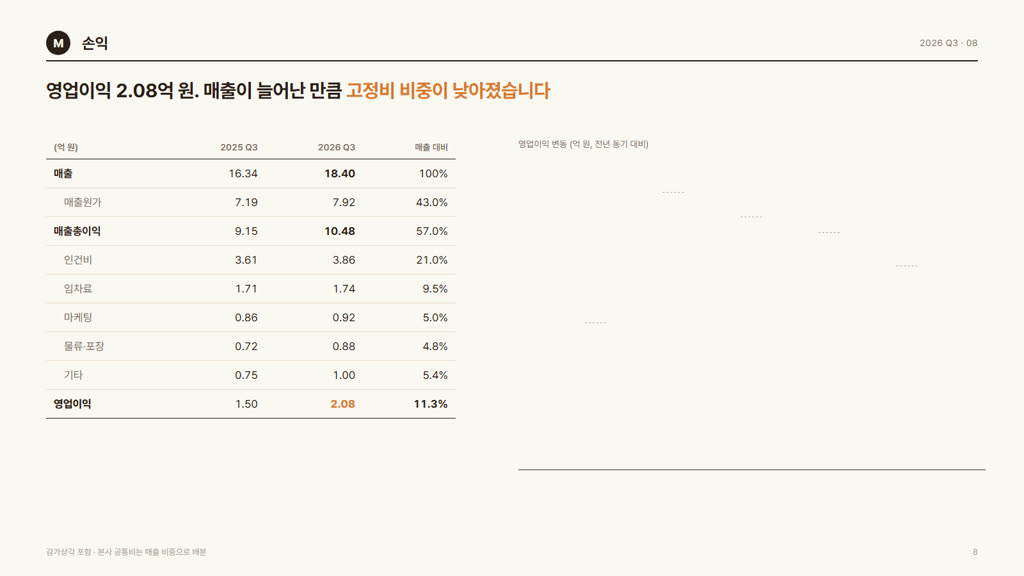 M 손익
2026 Q3 · 08
영업이익 2.08억 원. 매출이 늘어난 만큼 고정비 비중이 낮아졌습니다
(억 원) 2025 Q3 2026 Q3 매출 대비
매출 16.34 18.40 100%
매출원가 7.19 7.92 43.0%
매출총이익 9.15 10.48 57.0%
인건비 3.61 3.86 21.0%
임차료 1.71 1.74 9.5%
마케팅 0.86 0.92 5.0%
물류·포장 0.72 0.88 4.8%
기타 0.75 1.00 5.4%
영업이익 1.50 2.08 11.3%
영업이익 변동 (억 원, 전년 동기 대비)
감가상각 포함 · 본사 공통비는 매출 비중으로 배분
8